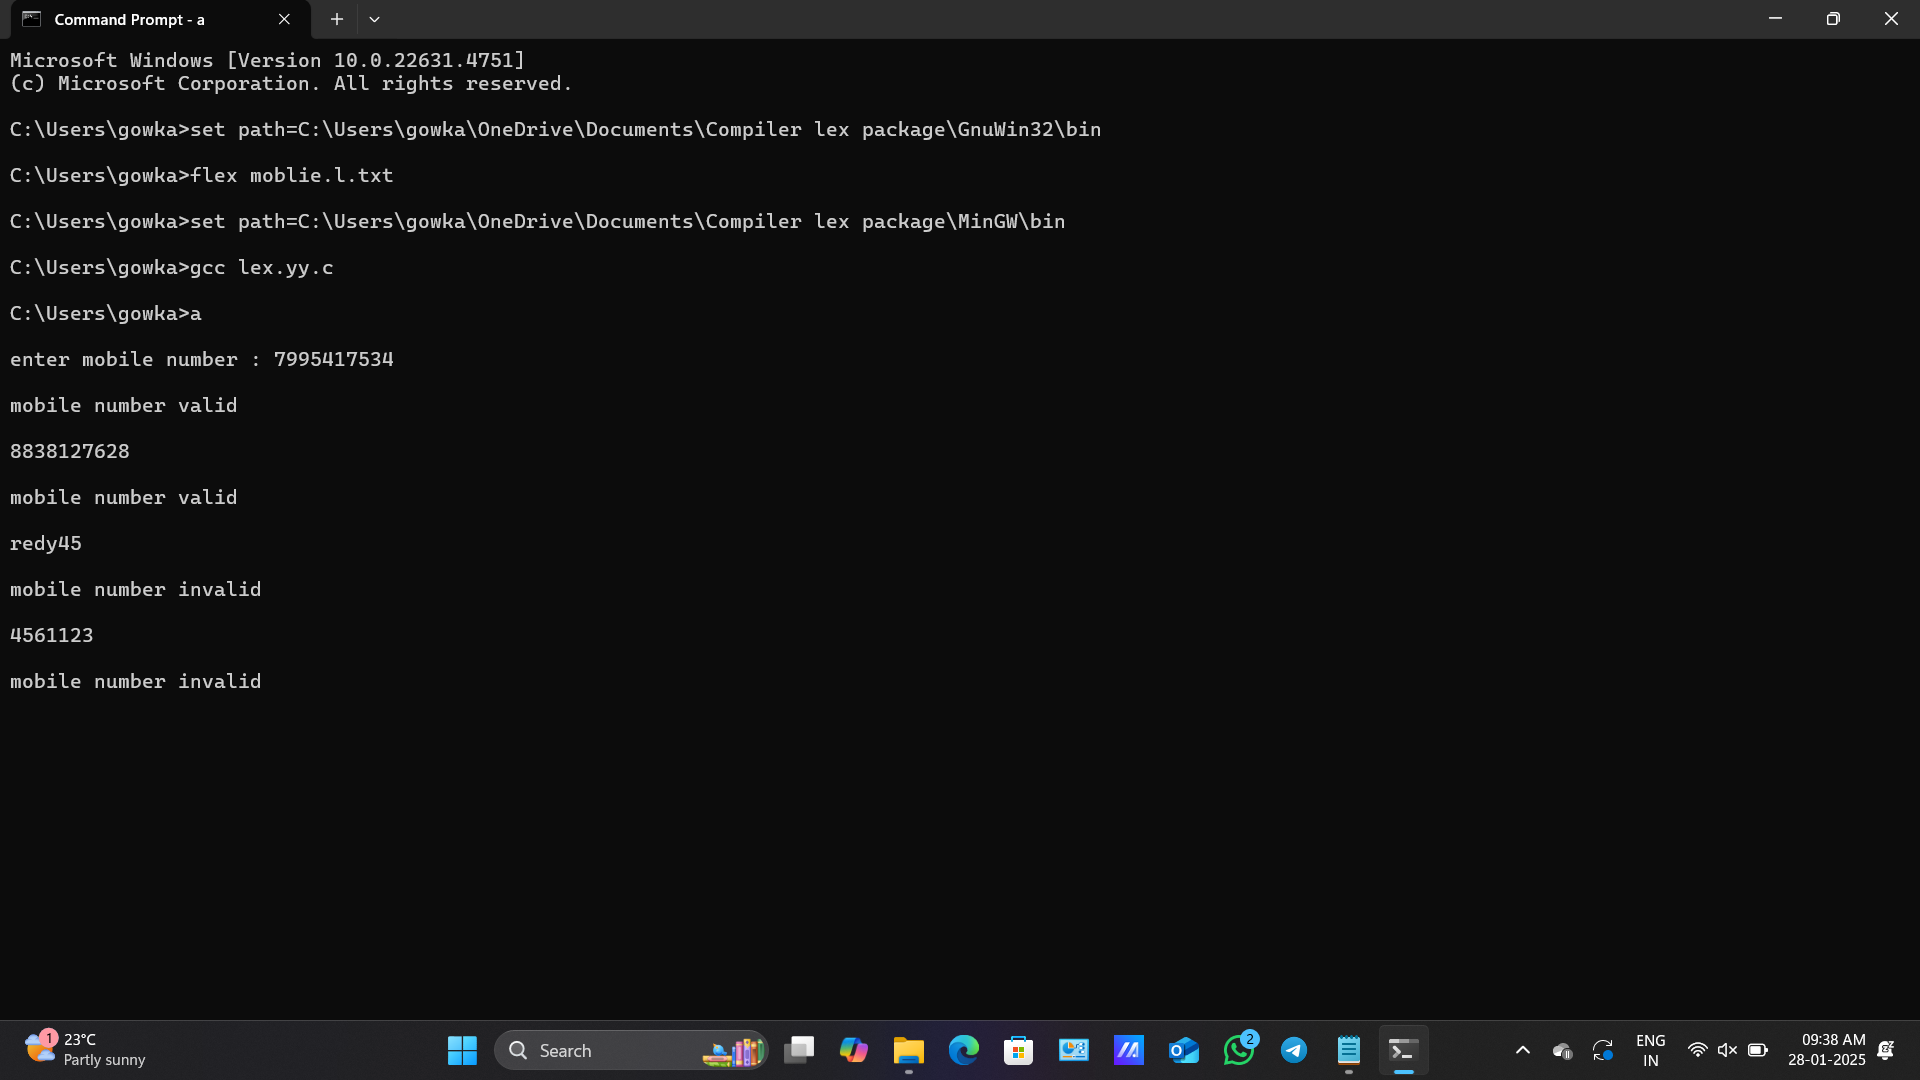 Command Prompt - a
Microsoft Windows [Version 10.0.22631.4751]
(c) Microsoft Corporation. All rights reserved.
C:\Users\gowka>set path=C:\Users\gowka\OneDrive\Documents\Compiler lex package\GnuWin32\bin
C:\Users\gowka>flex moblie.l.txt
C:\Users\gowka>set path=C:\Users\gowka\OneDrive\Documents\Compiler lex package\MinGW\bin
C:\Users\gowka>gcc lex.yy.c
C:\Users\gowka>a
enter mobile number : 7995417534
mobile number valid
8838127628
mobile number valid
redy45
mobile number invalid
4561123
mobile number invalid
1
23°C
Partly sunny
Search
2
ENG
IN
09:38 AM
28-01-2025